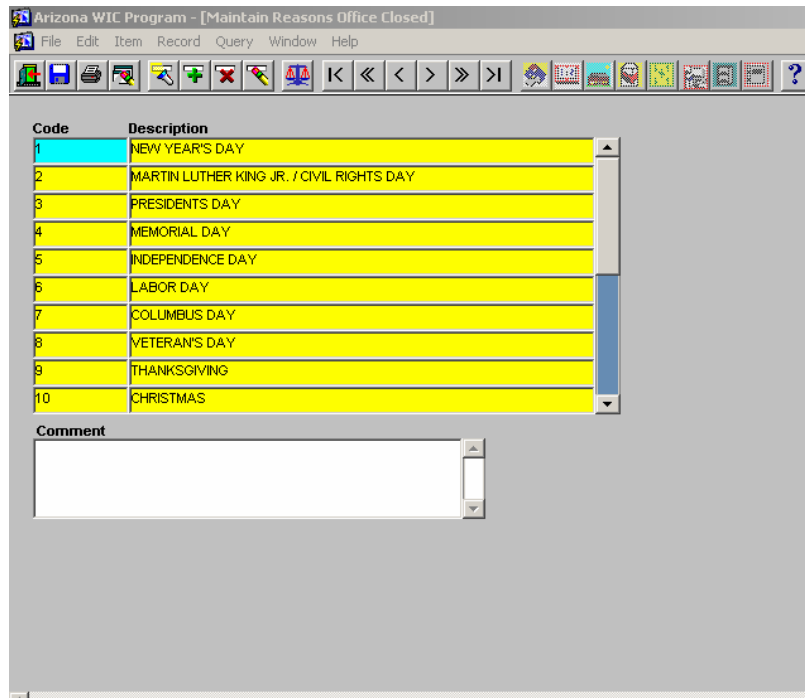 Arizona WIC Program - [Maintain Reasons Office Closed]
File Edit Item Record Query Window Help
?
Code Description
1 NEW YEAR'S DAY
2 MARTIN LUTHER KING JR. / CIVIL RIGHTS DAY
3 PRESIDENTS DAY
4 MEMORIAL DAY
5 INDEPENDENCE DAY
6 LABOR DAY
7 COLUMBUS DAY
8 VETERAN'S DAY
9 THANKSGIVING
10 CHRISTMAS
Comment